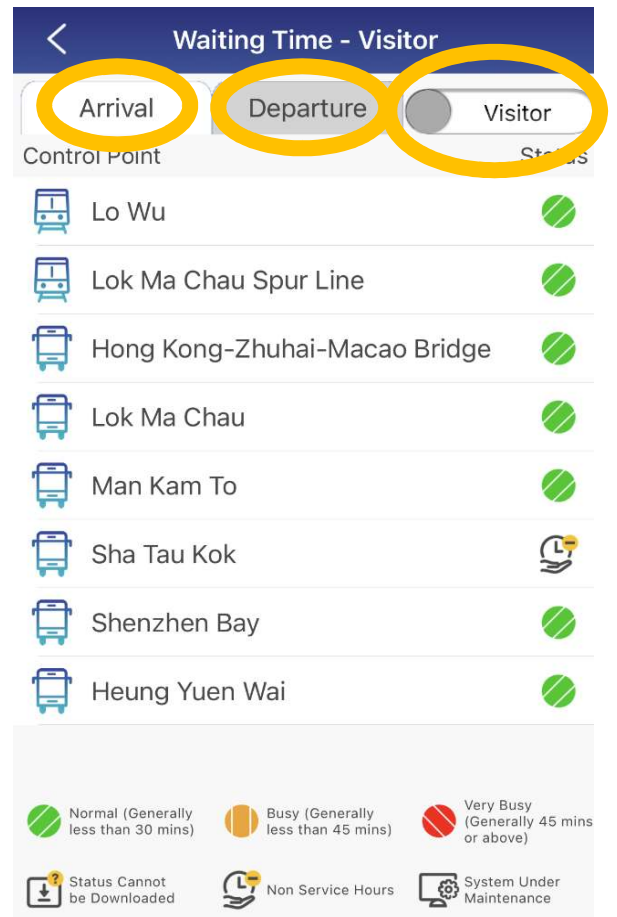 Waiting Time - Visitor
Arrival
Departure
Visitor
Control Point
Status
Lo Wu
Lok Ma Chau Spur Line
Hong Kong-Zhuhai-Macao Bridge
Lok Ma Chau
Man Kam To
Sha Tau Kok
Shenzhen Bay
Heung Yuen Wai
Normal (Generally
less than 30 mins)
Busy (Generally
less than 45 mins)
Very Busy
(Generally 45 mins
or above)
Status Cannot
be Downloaded
Non Service Hours
System Under
Maintenance